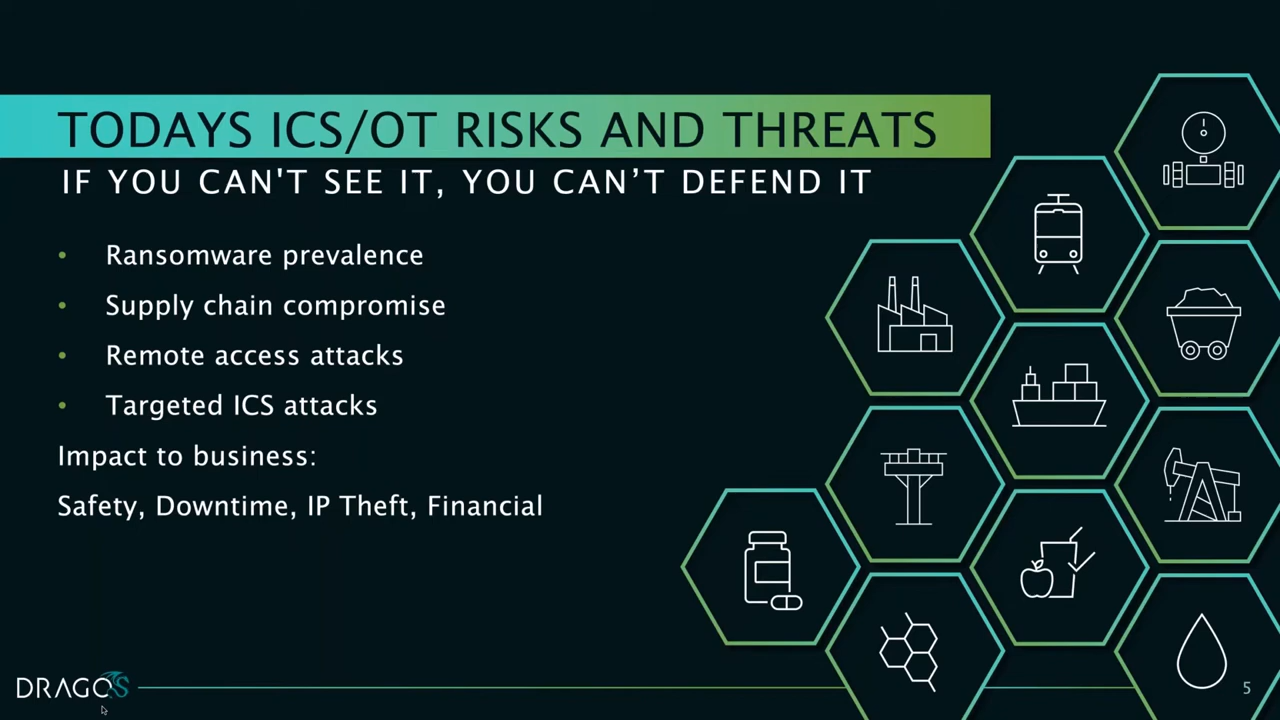 TODAYS ICS/OT RISKS AND THREATS
IF YOU CAN'T SEE IT, YOU CAN’T DEFEND IT
• Ransomware prevalence
• Supply chain compromise
• Remote access attacks
• Targeted ICS attacks
Impact to business:
Safety, Downtime, IP Theft, Financial
DRAGOS
5